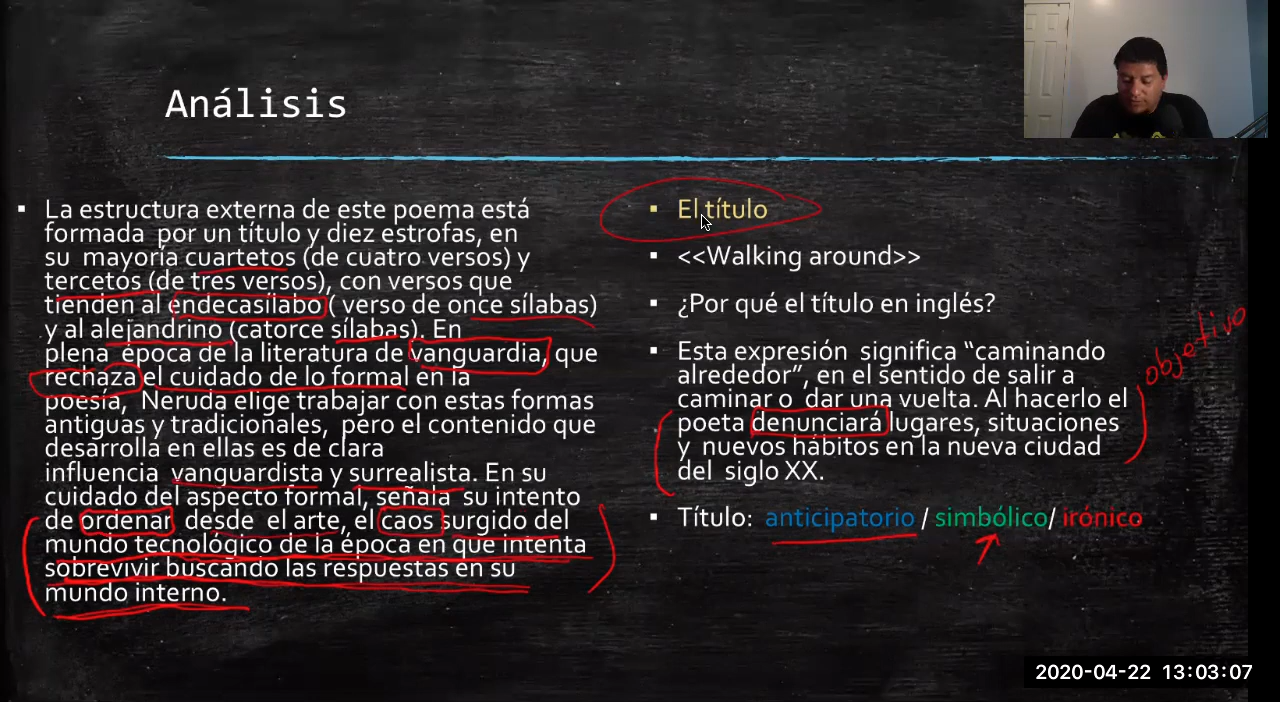 Análisis
▪ La estructura externa de este poema está
formada por un título y diez estrofas, en
su mayoría cuartetos (de cuatro versos) y
tercetos (de tres versos), con versos que
tienden al endecasílabo ( verso de once sílabas)
y al alejandrino (catorce sílabas). En
plena época de la literatura de vanguardia, que
rechaza el cuidado de lo formal en la
poesía, Neruda elige trabajar con estas formas
antiguas y tradicionales, pero el contenido que
desarrolla en ellas es de clara
influencia vanguardista y surrealista. En su
cuidado del aspecto formal, señala su intento
de ordenar desde el arte, el caos surgido del
mundo tecnológico de la época en que intenta
sobrevivir buscando las respuestas en su
mundo interno.
▪ El título
▪ <<Walking around>>
▪ ¿Por qué el título en inglés?
▪ Esta expresión significa “caminando
alrededor”, en el sentido de salir a
caminar o dar una vuelta. Al hacerlo el
poeta denunciará lugares, situaciones
y nuevos hábitos en la nueva ciudad
del siglo XX.
objetivo
▪ Título: anticipatorio / simbólico/ irónico
2020-04-22 13:03:07